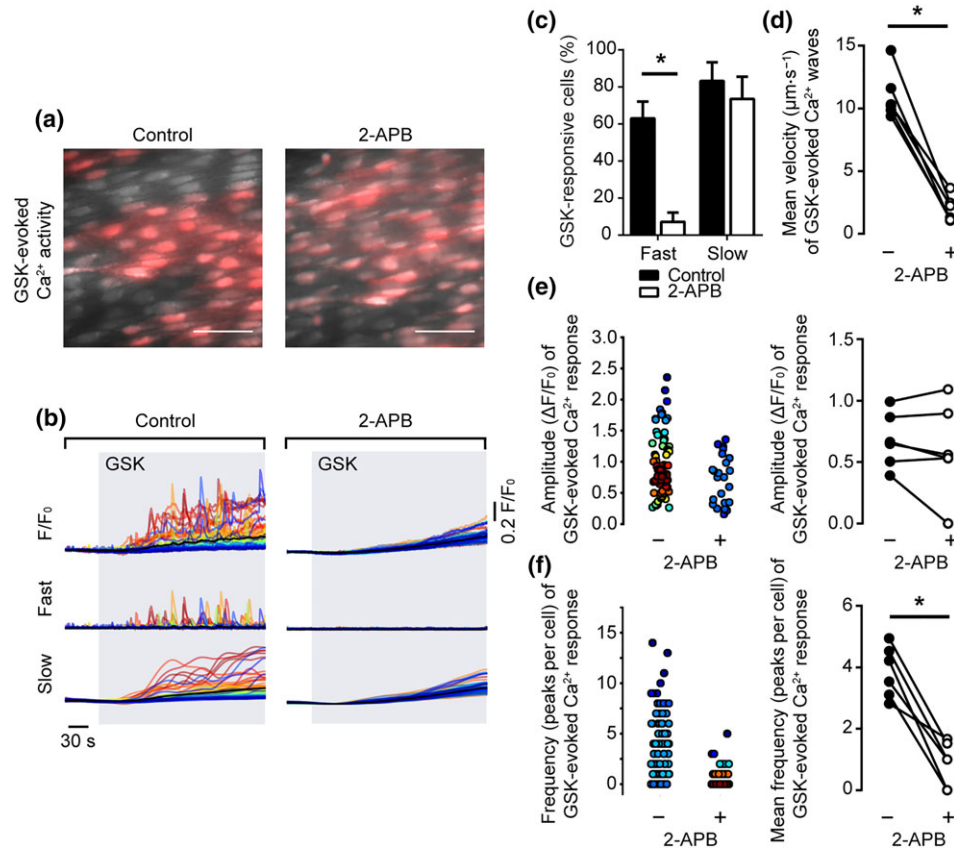 (a)
Control
2-APB
GSK-evoked
Ca²⁺ activity
(b)
Control
2-APB
GSK
GSK
F/F₀
Fast
Slow
0.2 F/F₀
30 s
(c)
GSK-responsive cells (%)
100
80
60
40
20
0
*
Fast
Slow
Control
2-APB
(d)
Mean velocity (µm·s⁻¹)
of GSK-evoked Ca²⁺ waves
15
10
5
0
*
−
+
2-APB
(e)
Amplitude (ΔF/F₀) of
GSK-evoked Ca²⁺ response
3.0
2.5
2.0
1.5
1.0
0.5
0.0
−
+
2-APB
Amplitude (ΔF/F₀) of
GSK-evoked Ca²⁺ response
1.5
1.0
0.5
0.0
−
+
2-APB
(f)
Frequency (peaks per cell) of
GSK-evoked Ca²⁺ response
15
10
5
0
−
+
2-APB
Mean frequency (peaks per cell) of
GSK-evoked Ca²⁺ response
6
4
2
0
*
−
+
2-APB